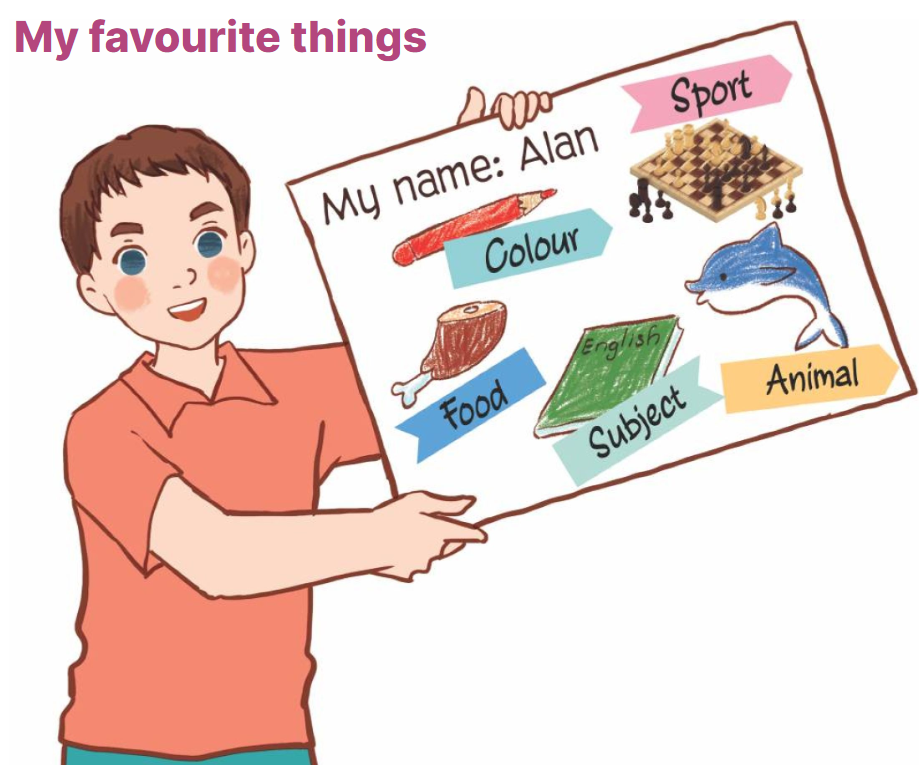 My favourite things
My name: Alan
Sport
Colour
Food
English
Subject
Animal